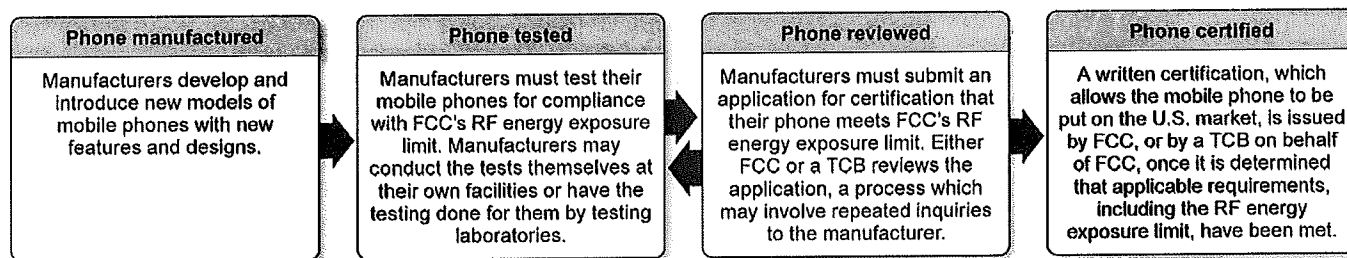 Phone manufactured
Manufacturers develop and
introduce new models of
mobile phones with new
features and designs.
Phone tested
Manufacturers must test their
mobile phones for compliance
with FCC's RF energy exposure
limit. Manufacturers may
conduct the tests themselves at
their own facilities or have the
testing done for them by testing
laboratories.
Phone reviewed
Manufacturers must submit an
application for certification that
their phone meets FCC's RF
energy exposure limit. Either
FCC or a TCB reviews the
application, a process which
may involve repeated inquiries
to the manufacturer.
Phone certified
A written certification, which
allows the mobile phone to be
put on the U.S. market, is issued
by FCC, or by a TCB on behalf
of FCC, once it is determined
that applicable requirements,
including the RF energy
exposure limit, have been met.